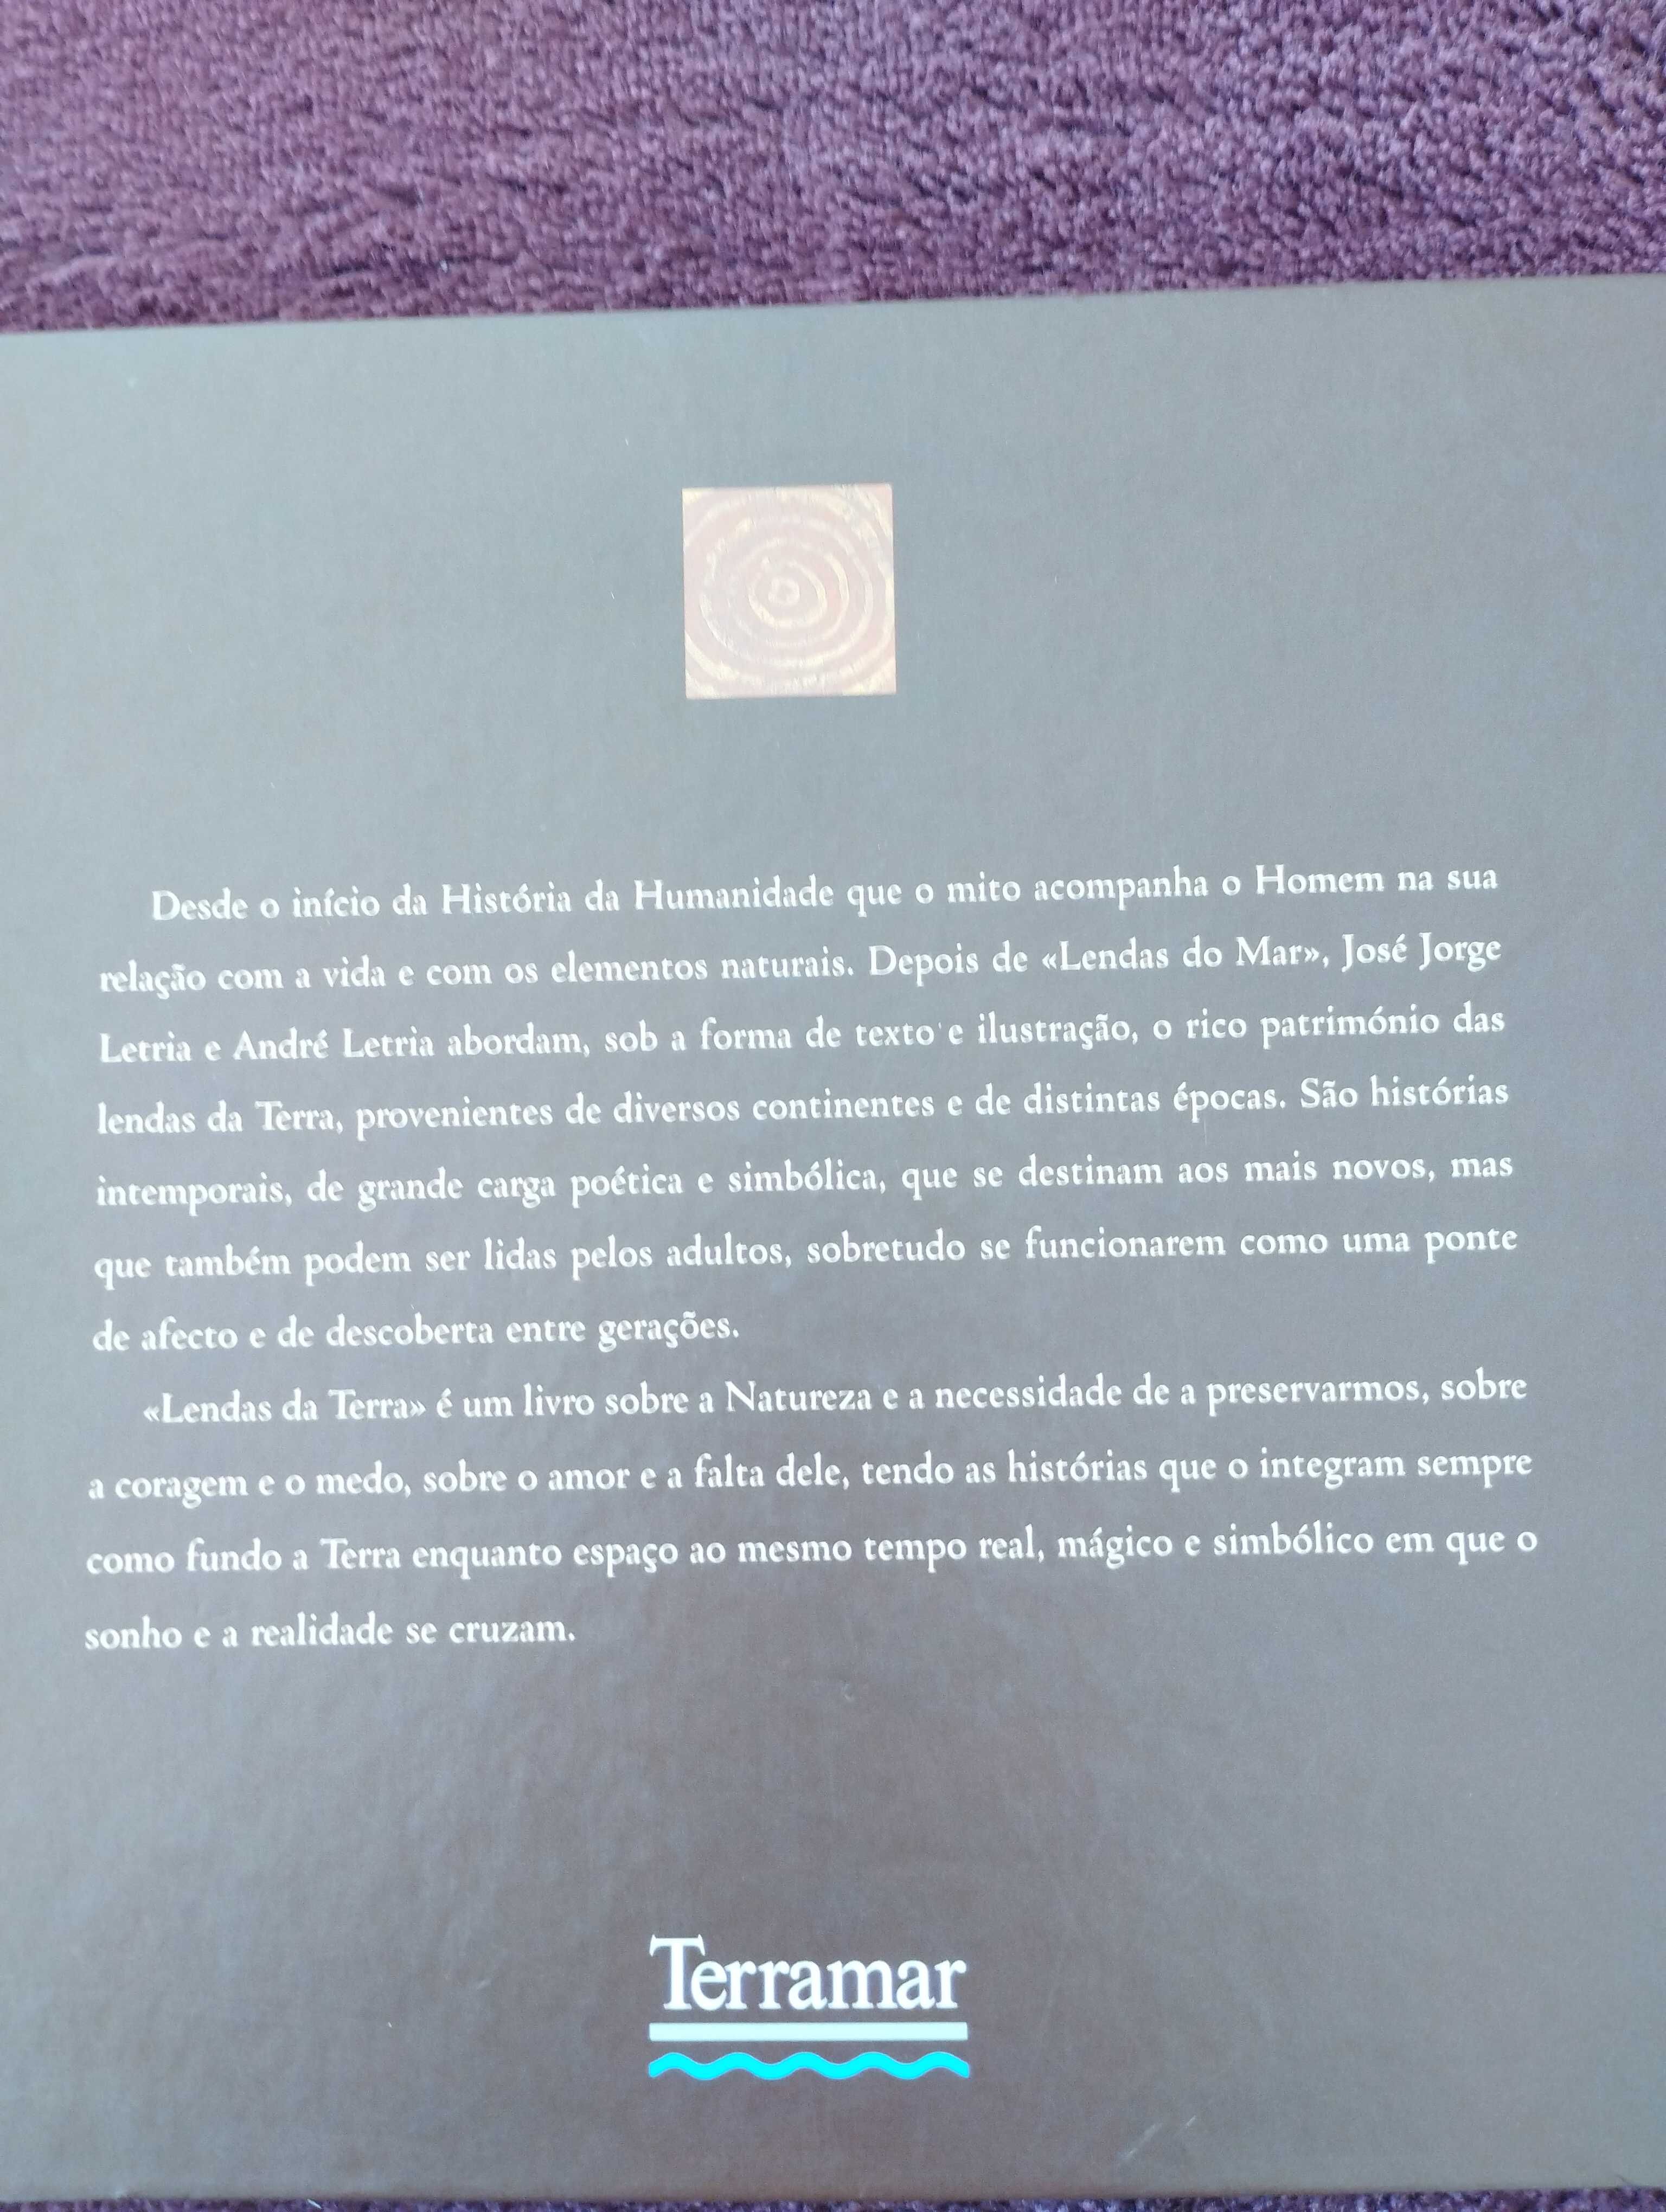 Desde o início da História da Humanidade que o mito acompanha o Homem na sua
relação com a vida e com os elementos naturais. Depois de «Lendas do Mar», José Jorge
Letria e André Letria abordam, sob a forma de texto e ilustração, o rico património das
lendas da Terra, provenientes de diversos continentes e de distintas épocas. São histórias
intemporais, de grande carga poética e simbólica, que se destinam aos mais novos, mas
que também podem ser lidas pelos adultos, sobretudo se funcionarem como uma ponte
de afecto e de descoberta entre gerações.
«Lendas da Terra» é um livro sobre a Natureza e a necessidade de a preservarmos, sobre
a coragem e o medo, sobre o amor e a falta dele, tendo as histórias que o integram sempre
como fundo a Terra enquanto espaço ao mesmo tempo real, mágico e simbólico em que o
sonho e a realidade se cruzam.
Terramar